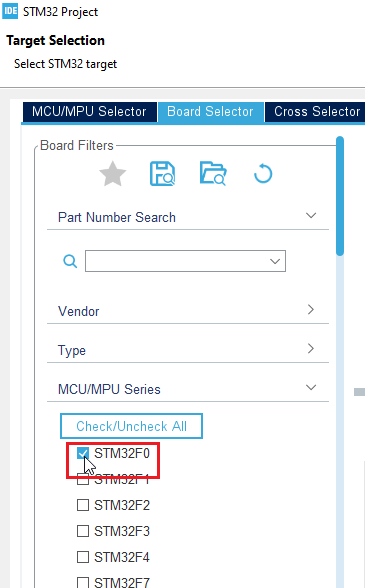 IDE STM32 Project
Target Selection
Select STM32 target
MCU/MPU Selector Board Selector Cross Selector
Board Filters
Part Number Search
Vendor
Type
MCU/MPU Series
Check/Uncheck All
STM32F0
STM32F1
STM32F2
STM32F3
STM32F4
STM32F7